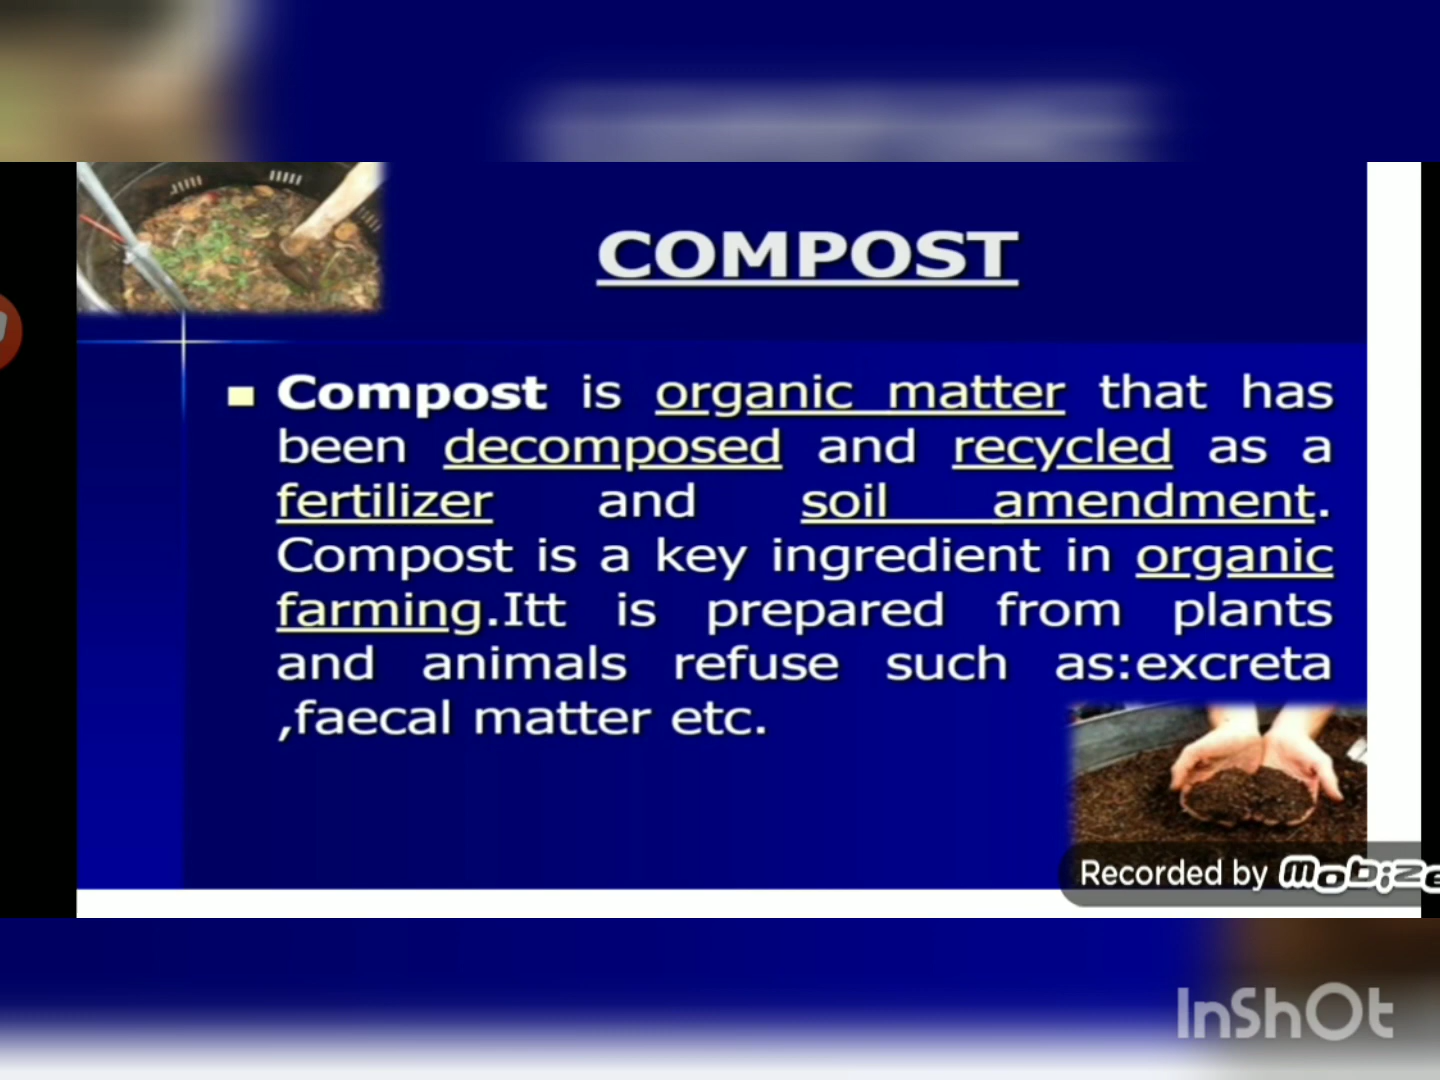 COMPOST
Compost is organic matter that has
been decomposed and recycled as a
fertilizer and soil amendment.
Compost is a key ingredient in organic
farming.Itt is prepared from plants
and animals refuse such as:excreta
,faecal matter etc.
Recorded by
InShOt